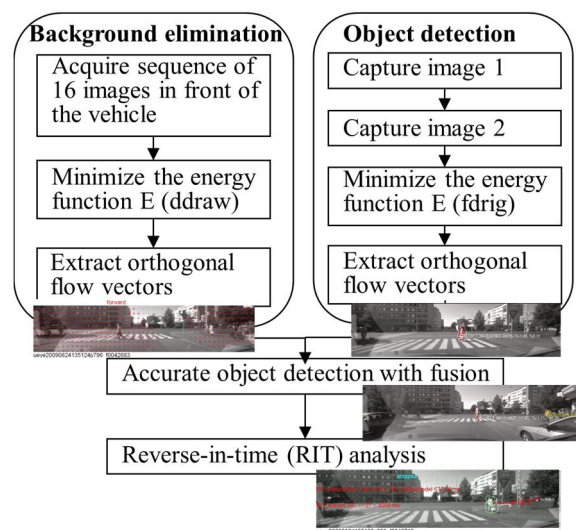 Background elimination
Acquire sequence of
16 images in front of
the vehicle
Minimize the energy
function E (ddraw)
Extract orthogonal
flow vectors
forward
Object detection
Capture image 1
Capture image 2
Minimize the energy
function E (fdrig)
Extract orthogonal
flow vectors
Accurate object detection with fusion
Reverse-in-time (RIT) analysis
stopped